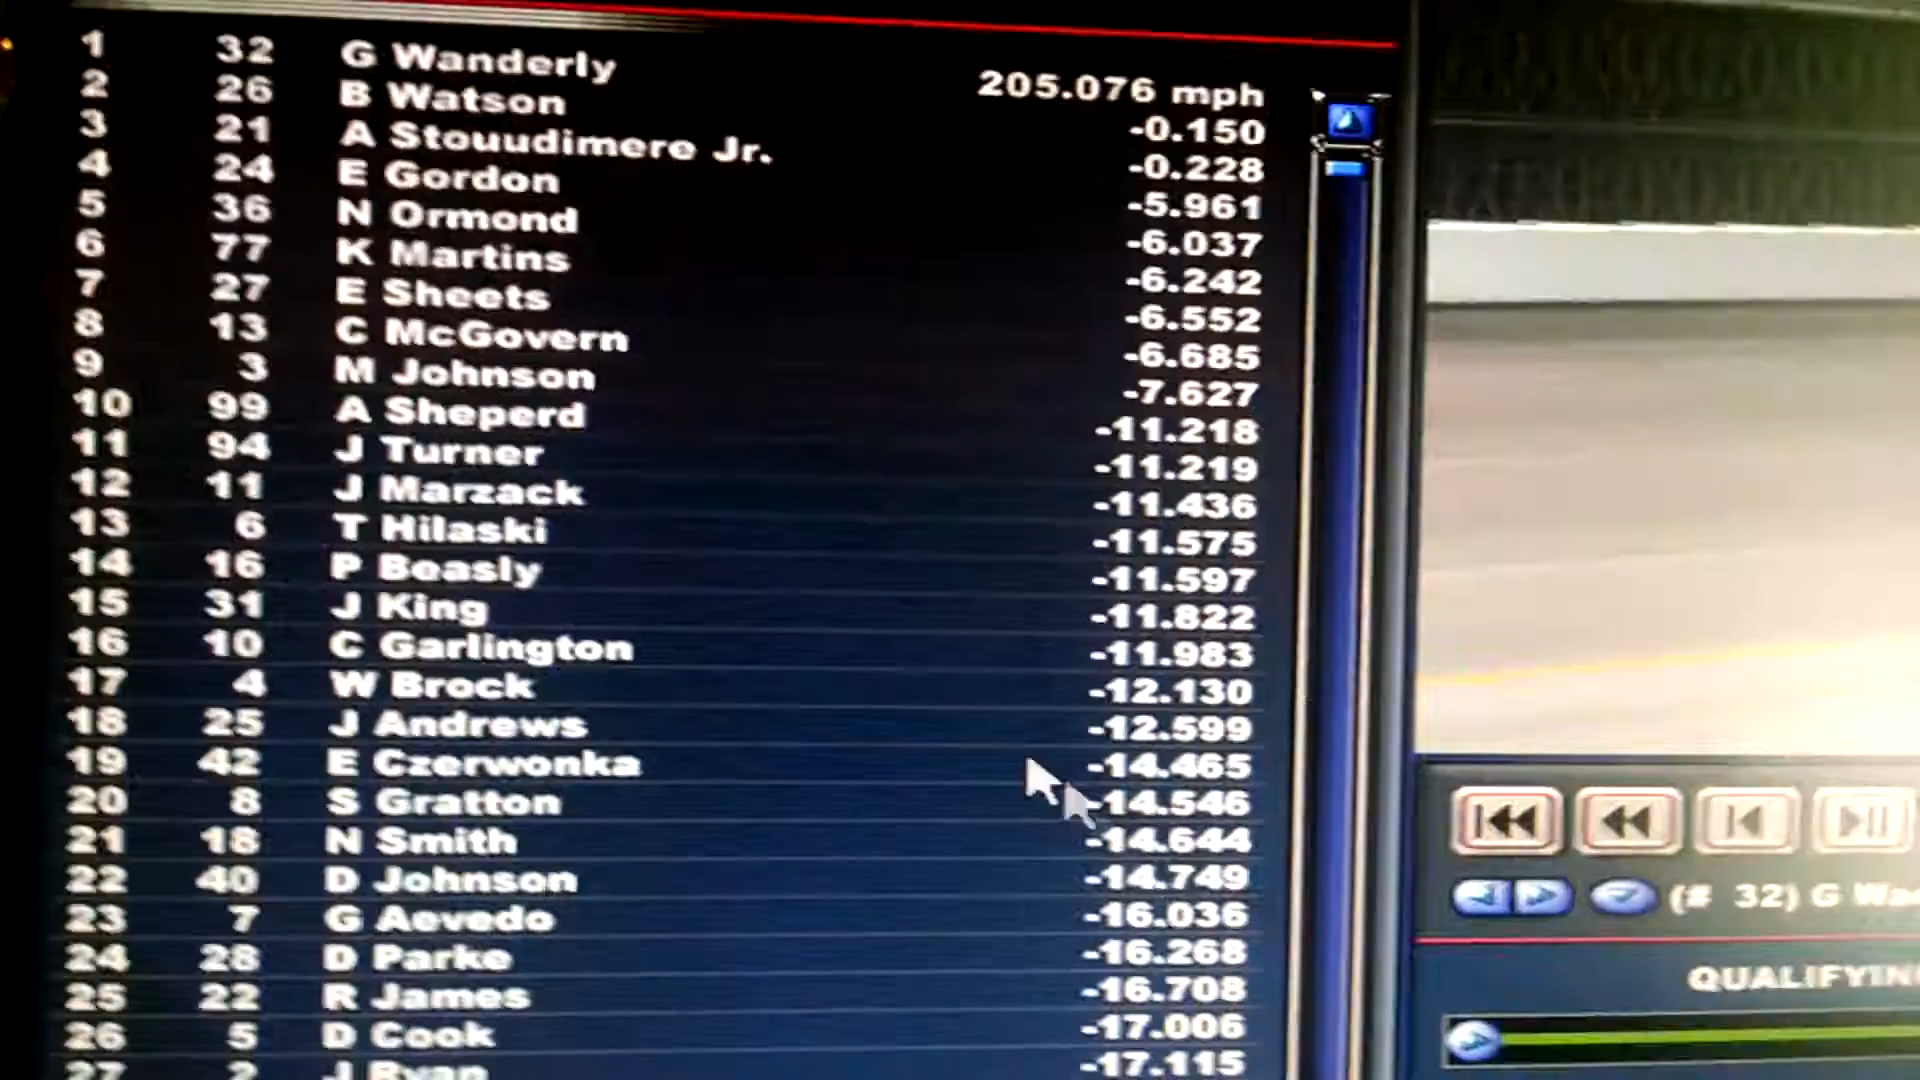 1 32 G Wanderly 205.076 mph
2 26 B Watson -0.150
3 21 A Stouudimere Jr. -0.228
4 24 E Gordon -5.961
5 36 N Ormond -6.037
6 77 K Martins -6.242
7 27 E Sheets -6.552
8 13 C McGovern -6.685
9 3 M Johnson -7.627
10 99 A Sheperd -11.218
11 94 J Turner -11.219
12 11 J Marzack -11.436
13 6 T Hilaski -11.575
14 16 P Beasly -11.597
15 31 J King -11.822
16 10 C Garlington -11.983
17 4 W Brock -12.130
18 25 J Andrews -12.599
19 42 E Czerwonka -14.465
20 8 S Gratton -14.546
21 18 N Smith -14.644
22 40 D Johnson -14.749
23 7 G Aevedo -16.036
24 28 D Parke -16.268
25 22 R James -16.708
26 5 D Cook -17.006
27 2 J Ryan -17.115
(# 32) G Wa
QUALIFYIN